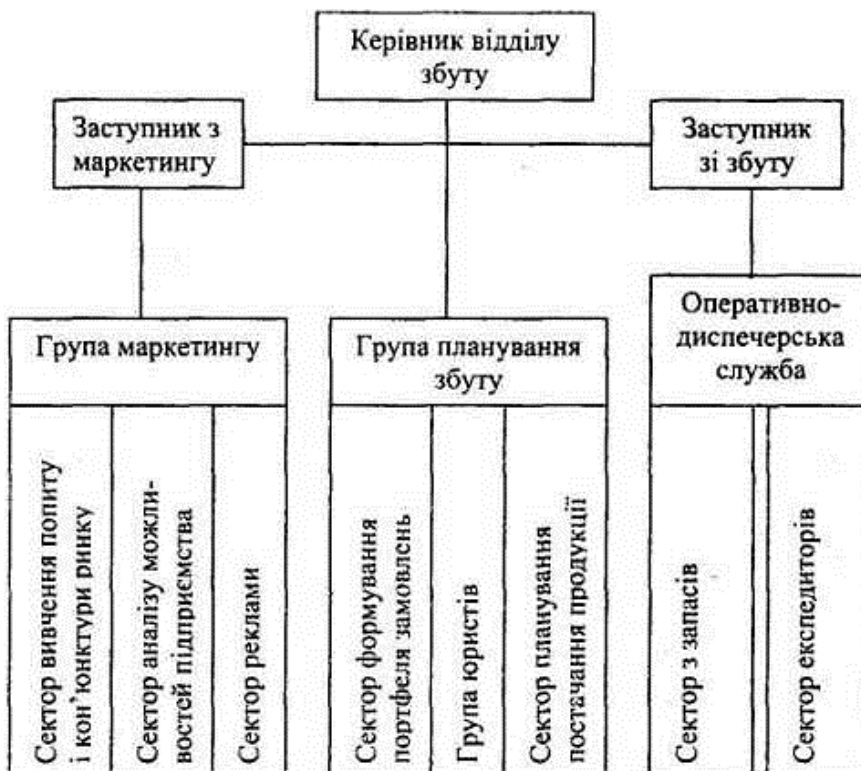 Керівник відділу
збуту
Заступник з
маркетингу
Заступник
зі збуту
Група маркетингу
Група планування
збуту
Оперативно-
диспечерська
служба
Сектор вивчення попиту
і кон’юнктури ринку
Сектор аналізу можли-
востей підприємства
Сектор реклами
Сектор формування
портфеля замовлень
Група юристів
Сектор планування
постачання продукції
Сектор з запасів
Сектор експедиторів